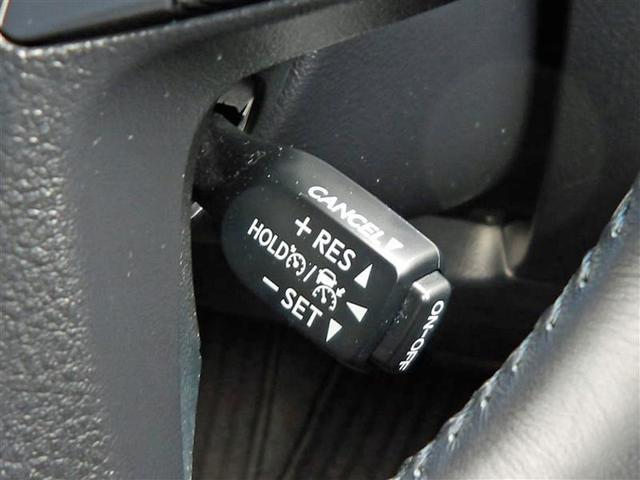 CANCEL
+ RES
HOLD /
− SET
ON-OFF